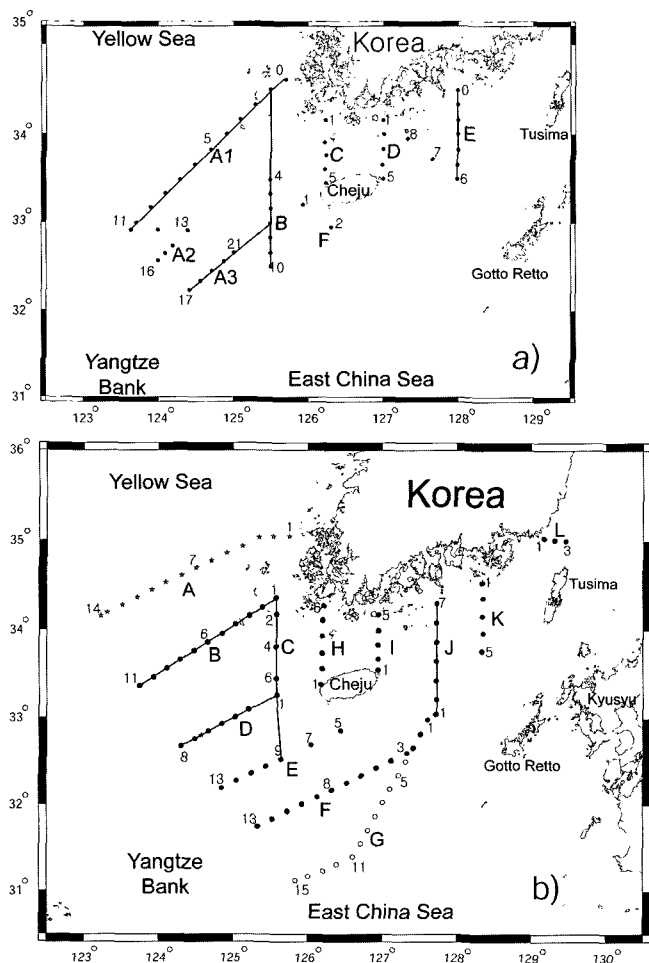 35°
34°
33°
32°
31°
123° 124° 125° 126° 127° 128° 129°
Yellow Sea
Korea
0
1
5
A1
11
13
16
A2
4
B
21
A3
17
10
1
C
5
Cheju
1
D
5
8
7
F
2
0
E
6
Tusima
Gotto Retto
Yangtze
Bank
East China Sea
a)
36°
35°
34°
33°
32°
31°
123° 124° 125° 126° 127° 128° 129° 130°
Yellow Sea
Korea
1
7
A
14
1
6
B
11
2
4
C
6
1
D
8
9
E
13
7
5
6
H
1
Cheju
5
I
1
7
J
1
1
K
5
1
L
3
Tusima
Kyusyu
Gotto Retto
1
3
8
F
13
5
G
11
15
Yangtze
Bank
East China Sea
b)